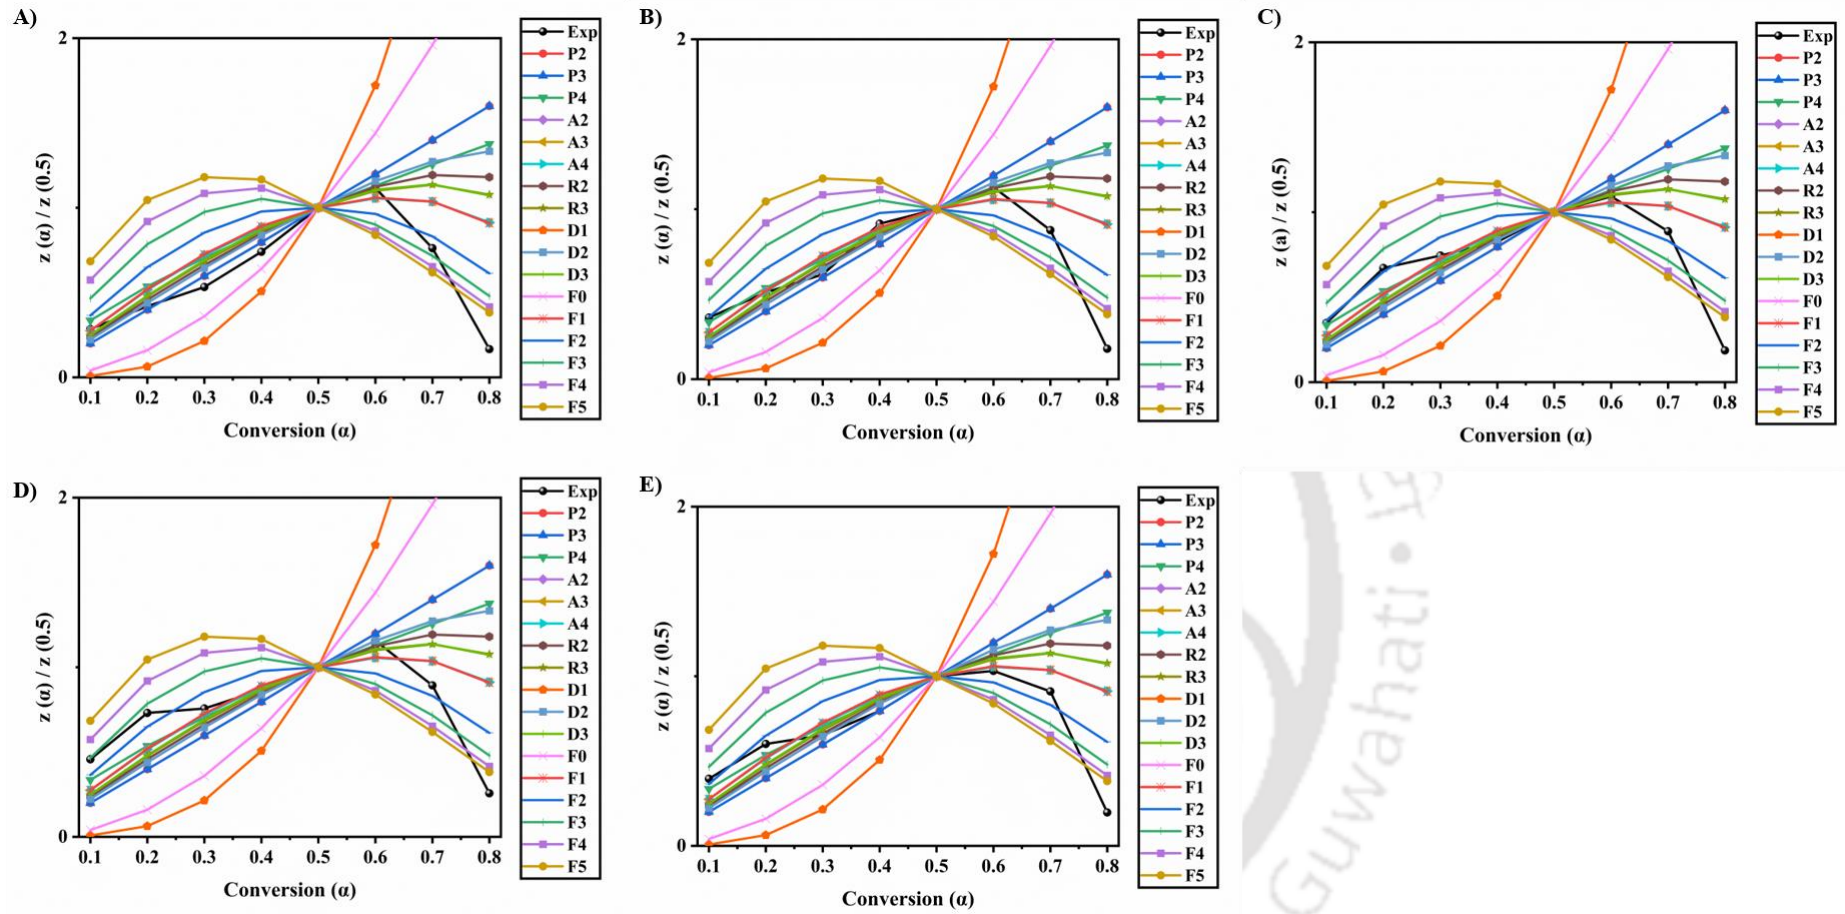 A)
2
z (α) / z (0.5)
0
0.1 0.2 0.3 0.4 0.5 0.6 0.7 0.8
Conversion (α)
Exp
P2
P3
P4
A2
A3
A4
R2
R3
D1
D2
D3
F0
F1
F2
F3
F4
F5
B)
2
z (α) / z (0.5)
0
0.1 0.2 0.3 0.4 0.5 0.6 0.7 0.8
Conversion (α)
Exp
P2
P3
P4
A2
A3
A4
R2
R3
D1
D2
D3
F0
F1
F2
F3
F4
F5
C)
2
z (a) / z (0.5)
0
0.1 0.2 0.3 0.4 0.5 0.6 0.7 0.8
Conversion (α)
Exp
P2
P3
P4
A2
A3
A4
R2
R3
D1
D2
D3
F0
F1
F2
F3
F4
F5
D)
2
z (α) / z (0.5)
0
0.1 0.2 0.3 0.4 0.5 0.6 0.7 0.8
Conversion (α)
Exp
P2
P3
P4
A2
A3
A4
R2
R3
D1
D2
D3
F0
F1
F2
F3
F4
F5
E)
2
z (α) / z (0.5)
0
0.1 0.2 0.3 0.4 0.5 0.6 0.7 0.8
Conversion (α)
Exp
P2
P3
P4
A2
A3
A4
R2
R3
D1
D2
D3
F0
F1
F2
F3
F4
F5
Guwahati •